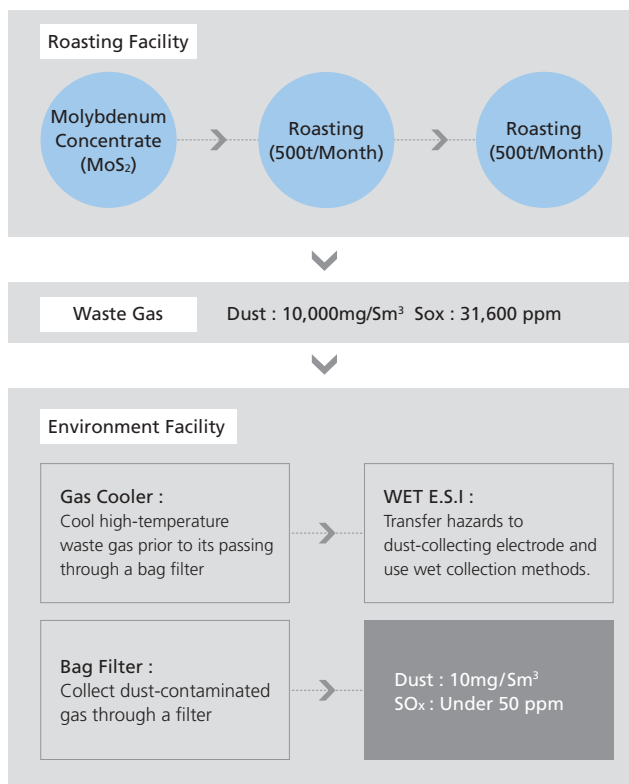 Roasting Facility
Molybdenum
Concentrate
(MoS₂)
Roasting
(500t/Month)
Roasting
(500t/Month)
Waste Gas
Dust : 10,000mg/Sm³ Sox : 31,600 ppm
Environment Facility
Gas Cooler :
Cool high-temperature
waste gas prior to its passing
through a bag filter
WET E.S.I :
Transfer hazards to
dust-collecting electrode and
use wet collection methods.
Bag Filter :
Collect dust-contaminated
gas through a filter
Dust : 10mg/Sm³
SOx : Under 50 ppm